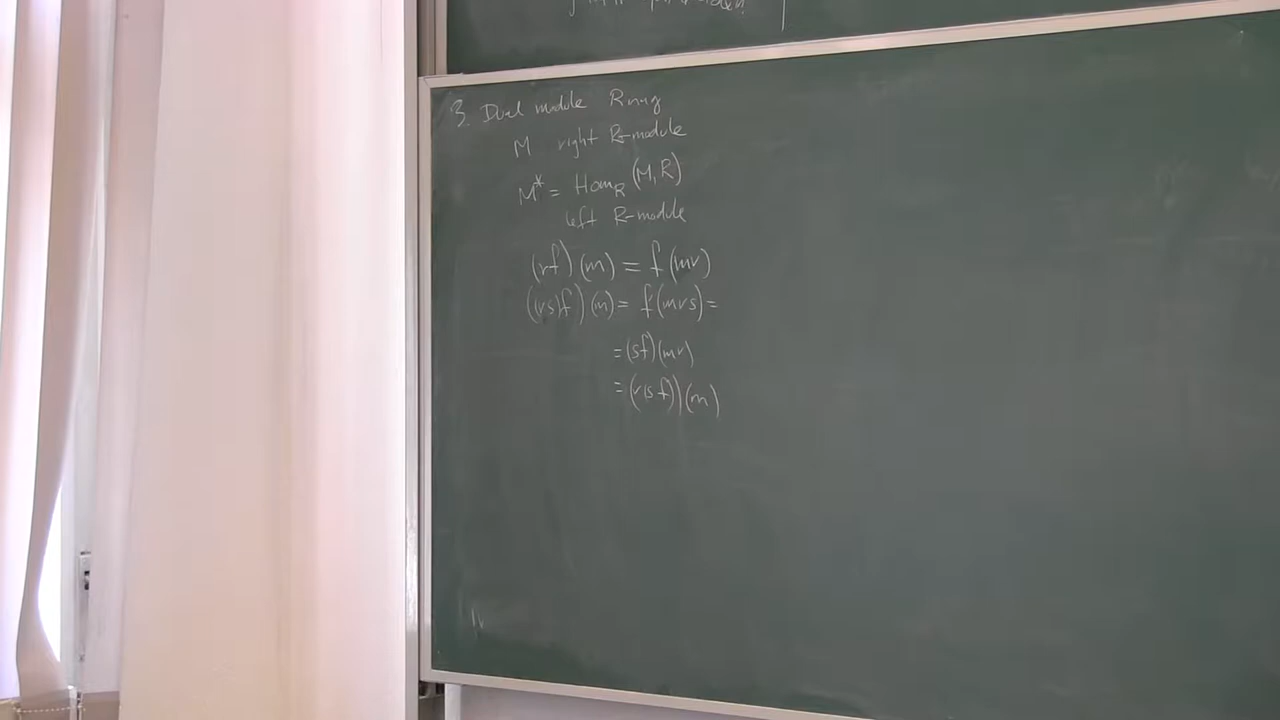 3. Dual module R ring
M right R-module
M* = Hom_R (M, R)
left R-module
(rf)(m) = f(mr)
((rs)f)(m) = f(mrs) =
= (sf)(mr)
= (r(sf))(m)